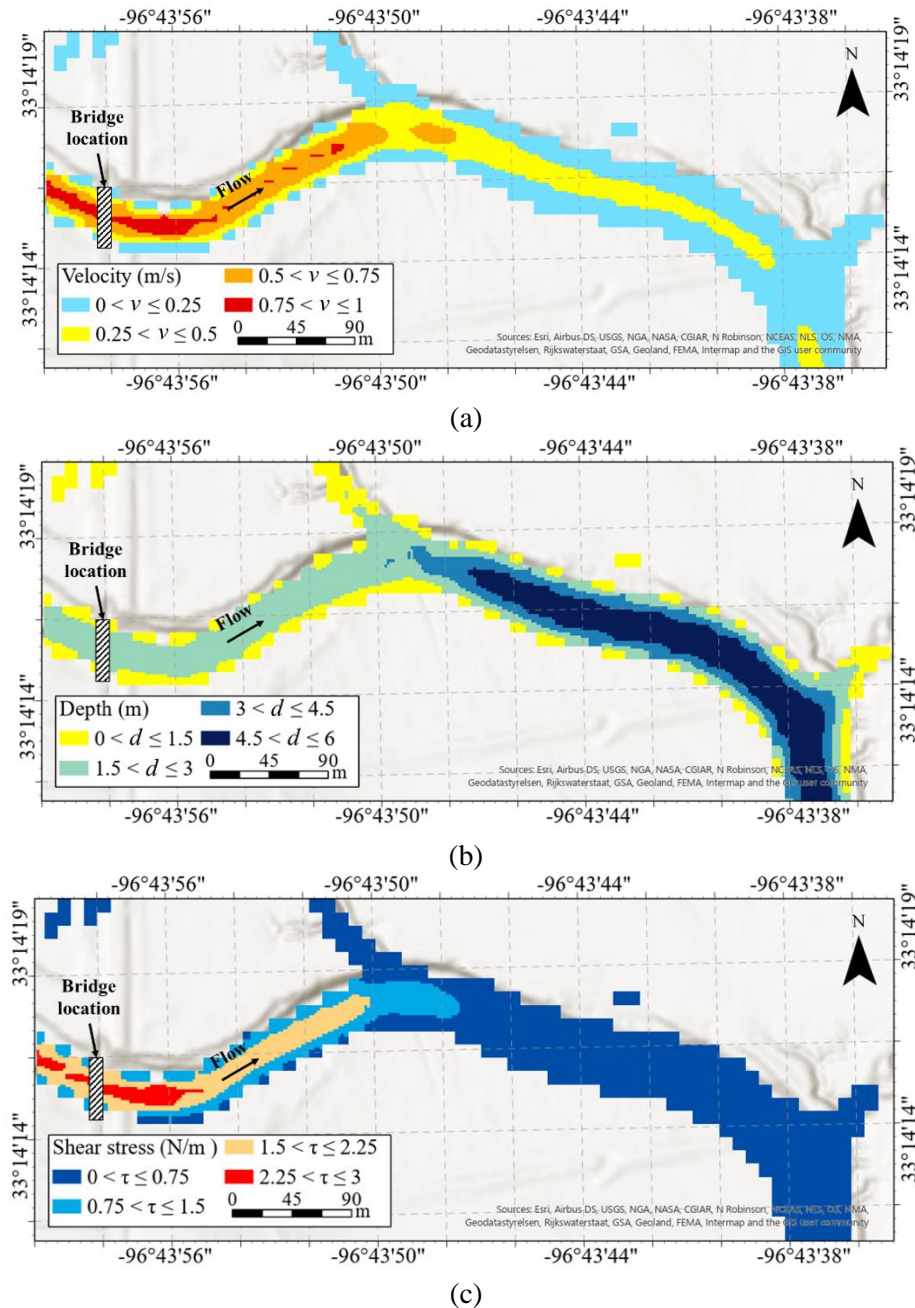 -96°43'56" -96°43'50" -96°43'44" -96°43'38"
33°14'19" 33°14'19"
N
Bridge
location
Flow
33°14'14" 33°14'14"
Velocity (m/s) 0.5 < v ≤ 0.75
0 < v ≤ 0.25 0.75 < v ≤ 1
0.25 < v ≤ 0.5 0 45 90
m
Sources: Esri, Airbus DS, USGS, NGA, NASA, CGIAR, N Robinson, NCEAS, NLS, OS, NMA,
Geodatastyrelsen, Rijkswaterstaat, GSA, Geoland, FEMA, Intermap and the GIS user community
-96°43'56" -96°43'50" -96°43'44" -96°43'38"
(a)
-96°43'56" -96°43'50" -96°43'44" -96°43'38"
33°14'19" 33°14'19"
N
Bridge
location
Flow
33°14'14" 33°14'14"
Depth (m) 3 < d ≤ 4.5
0 < d ≤ 1.5 4.5 < d ≤ 6
1.5 < d ≤ 3 0 45 90
m
Sources: Esri, Airbus DS, USGS, NGA, NASA, CGIAR, N Robinson, NCEAS, NLS, OS, NMA,
Geodatastyrelsen, Rijkswaterstaat, GSA, Geoland, FEMA, Intermap and the GIS user community
-96°43'56" -96°43'50" -96°43'44" -96°43'38"
(b)
-96°43'56" -96°43'50" -96°43'44" -96°43'38"
33°14'19" 33°14'19"
N
Bridge
location
Flow
33°14'14" 33°14'14"
Shear stress (N/m ) 1.5 < τ ≤ 2.25
0 < τ ≤ 0.75 2.25 < τ ≤ 3
0.75 < τ ≤ 1.5 0 45 90
m
Sources: Esri, Airbus DS, USGS, NGA, NASA, CGIAR, N Robinson, NCEAS, NLS, OS, NMA,
Geodatastyrelsen, Rijkswaterstaat, GSA, Geoland, FEMA, Intermap and the GIS user community
-96°43'56" -96°43'50" -96°43'44" -96°43'38"
(c)